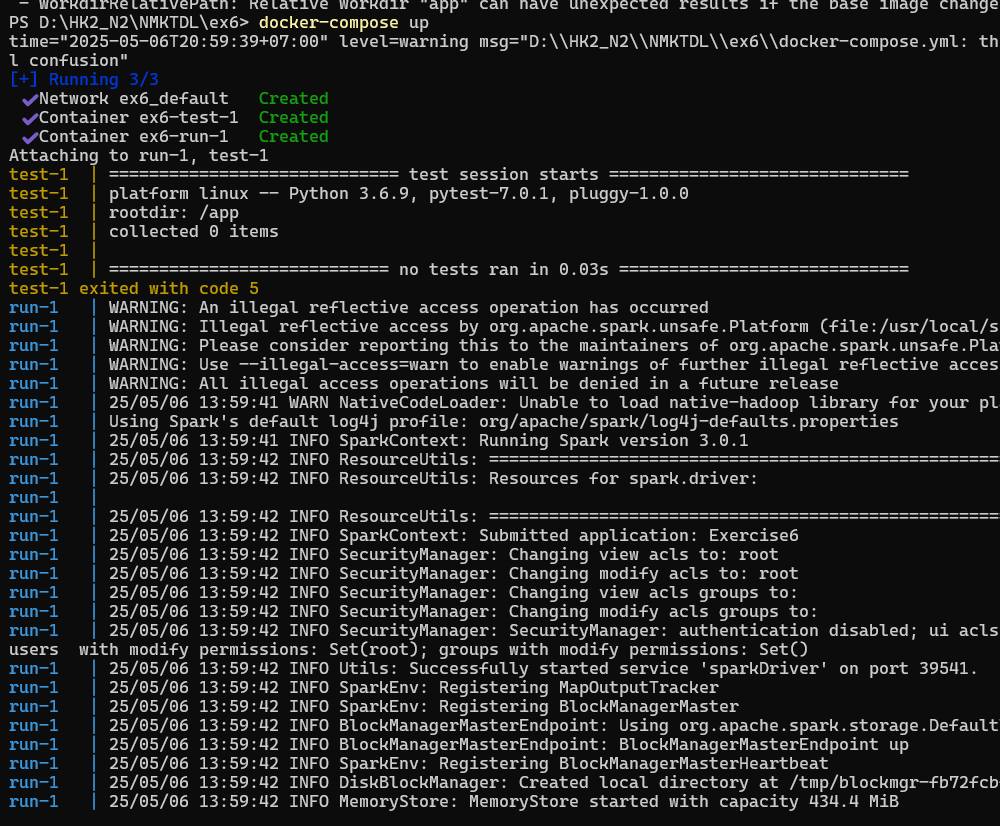 - WorkdirRelativePath: Relative workdir "app" can have unexpected results if the base image change
PS D:\HK2_N2\NMKTDL\ex6> docker-compose up
time="2025-05-06T20:59:39+07:00" level=warning msg="D:\\HK2_N2\\NMKTDL\\ex6\\docker-compose.yml: th
l confusion"
[+] Running 3/3
✔Network ex6_default Created
✔Container ex6-test-1 Created
✔Container ex6-run-1 Created
Attaching to run-1, test-1
test-1 | ============================= test session starts ==============================
test-1 | platform linux -- Python 3.6.9, pytest-7.0.1, pluggy-1.0.0
test-1 | rootdir: /app
test-1 | collected 0 items
test-1 |
test-1 | ============================ no tests ran in 0.03s =============================
test-1 exited with code 5
run-1 | WARNING: An illegal reflective access operation has occurred
run-1 | WARNING: Illegal reflective access by org.apache.spark.unsafe.Platform (file:/usr/local/s
run-1 | WARNING: Please consider reporting this to the maintainers of org.apache.spark.unsafe.Pla
run-1 | WARNING: Use --illegal-access=warn to enable warnings of further illegal reflective acces
run-1 | WARNING: All illegal access operations will be denied in a future release
run-1 | 25/05/06 13:59:41 WARN NativeCodeLoader: Unable to load native-hadoop library for your pl
run-1 | Using Spark's default log4j profile: org/apache/spark/log4j-defaults.properties
run-1 | 25/05/06 13:59:41 INFO SparkContext: Running Spark version 3.0.1
run-1 | 25/05/06 13:59:42 INFO ResourceUtils: ===================================================
run-1 | 25/05/06 13:59:42 INFO ResourceUtils: Resources for spark.driver:
run-1 |
run-1 | 25/05/06 13:59:42 INFO ResourceUtils: ===================================================
run-1 | 25/05/06 13:59:42 INFO SparkContext: Submitted application: Exercise6
run-1 | 25/05/06 13:59:42 INFO SecurityManager: Changing view acls to: root
run-1 | 25/05/06 13:59:42 INFO SecurityManager: Changing modify acls to: root
run-1 | 25/05/06 13:59:42 INFO SecurityManager: Changing view acls groups to:
run-1 | 25/05/06 13:59:42 INFO SecurityManager: Changing modify acls groups to:
run-1 | 25/05/06 13:59:42 INFO SecurityManager: SecurityManager: authentication disabled; ui acls
users with modify permissions: Set(root); groups with modify permissions: Set()
run-1 | 25/05/06 13:59:42 INFO Utils: Successfully started service 'sparkDriver' on port 39541.
run-1 | 25/05/06 13:59:42 INFO SparkEnv: Registering MapOutputTracker
run-1 | 25/05/06 13:59:42 INFO SparkEnv: Registering BlockManagerMaster
run-1 | 25/05/06 13:59:42 INFO BlockManagerMasterEndpoint: Using org.apache.spark.storage.Default
run-1 | 25/05/06 13:59:42 INFO BlockManagerMasterEndpoint: BlockManagerMasterEndpoint up
run-1 | 25/05/06 13:59:42 INFO SparkEnv: Registering BlockManagerMasterHeartbeat
run-1 | 25/05/06 13:59:42 INFO DiskBlockManager: Created local directory at /tmp/blockmgr-fb72fcb
run-1 | 25/05/06 13:59:42 INFO MemoryStore: MemoryStore started with capacity 434.4 MiB